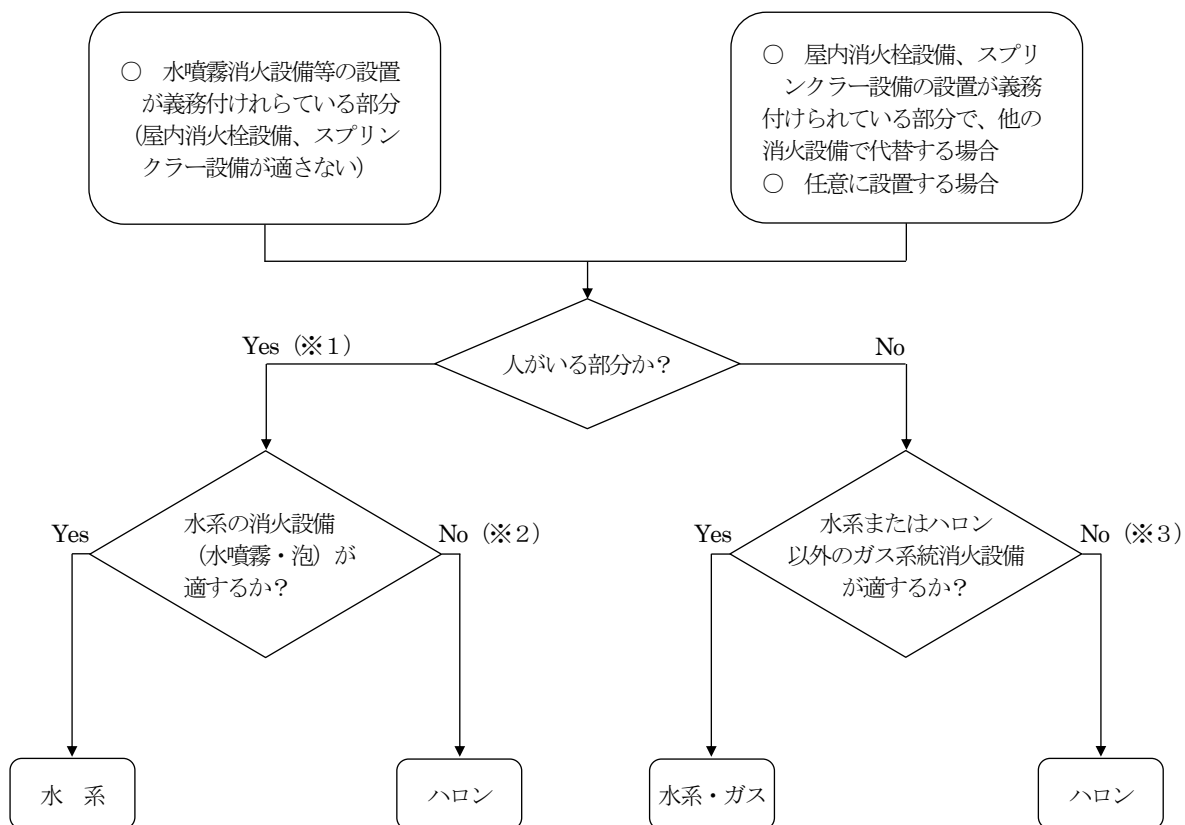 ○　水噴霧消火設備等の設置
が義務付けれらている部分
（屋内消火栓設備、スプリン
クラー設備が適さない）
○　屋内消火栓設備、スプリ
ンクラー設備の設置が義務
付けられている部分で、他の
消火設備で代替する場合
○　任意に設置する場合
Yes（※１）
人がいる部分か？
No
Yes
水系の消火設備
（水噴霧・泡）が
適するか？
No（※２）
Yes
水系またはハロン
以外のガス系統消火設備
が適するか？
No（※３）
水　系
ハロン
水系・ガス
ハロン